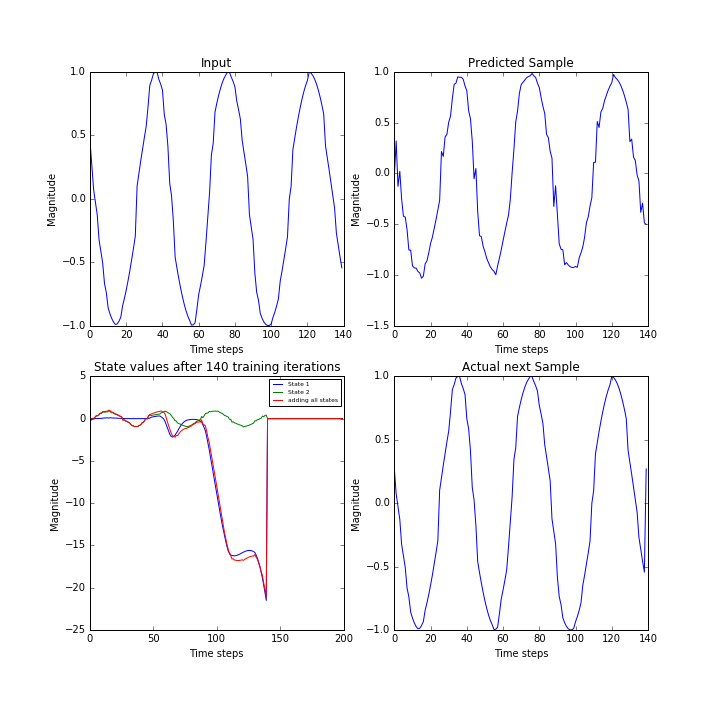 Input
1.0
0.5
0.0
−0.5
−1.0
Magnitude
0 20 40 60 80 100 120 140
Time steps
Predicted Sample
1.0
0.5
0.0
−0.5
−1.0
−1.5
Magnitude
0 20 40 60 80 100 120 140
Time steps
State values after 140 training iterations
5
0
−5
−10
−15
−20
−25
Magnitude
State 1
State 2
adding all states
0 50 100 150 200
Time steps
Actual next Sample
1.0
0.5
0.0
−0.5
−1.0
Magnitude
0 20 40 60 80 100 120 140
Time steps